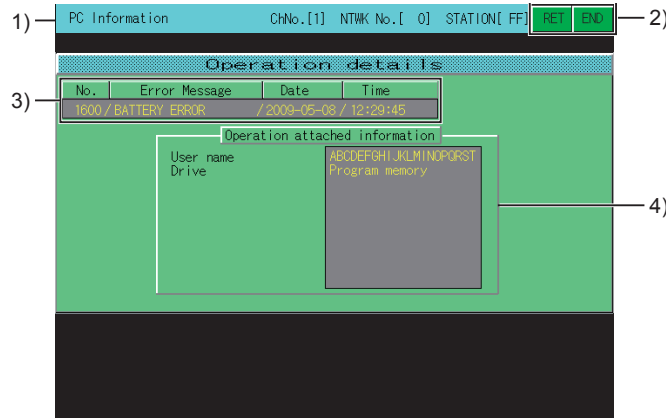 1) PC Information ChNo.[1] NTWK No.[ 0] STATION[ FF] RET END 2)
Operation details
3) No. Error Message Date Time
1600 / BATTERY ERROR / 2009-05-08 / 12:29:45
Operation attached information
User name ABCDEFGHIJKLMINOPQRST
Drive Program memory
4)